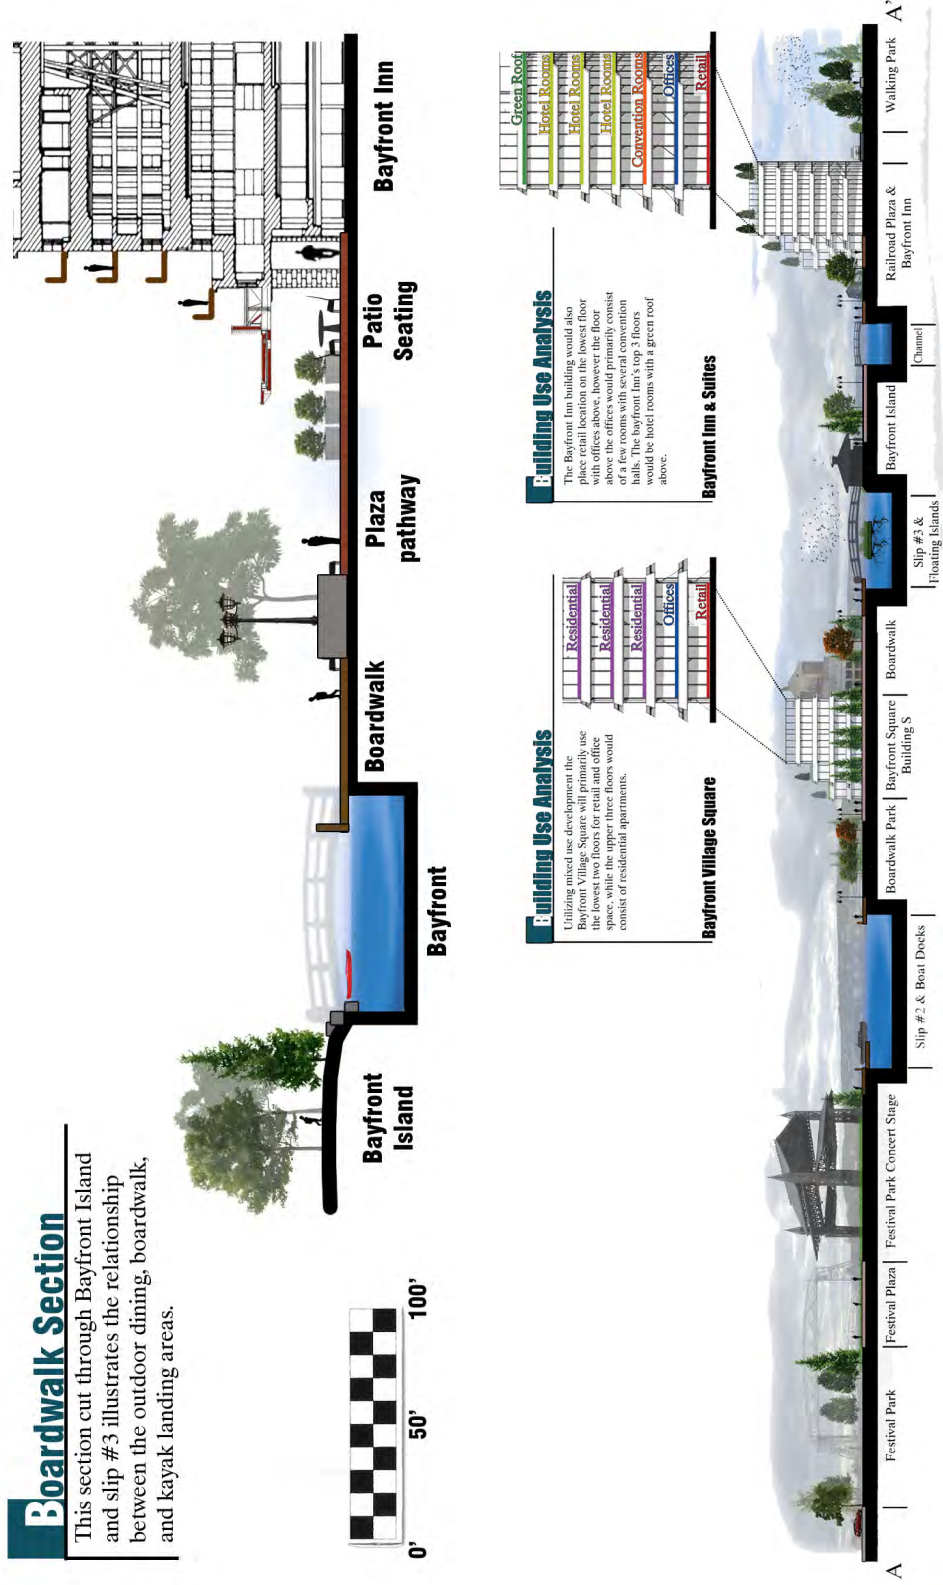 Boardwalk Section
This section cut through Bayfront Island
and slip #3 illustrates the relationship
between the outdoor dining, boardwalk,
and kayak landing areas.
0'
50'
100'
Bayfront
Island
Bayfront
Boardwalk
Plaza
pathway
Patio
Seating
Bayfront Inn
Building Use Analysis
Utilizing mixed use development the
Bayfront Village Square will primarily use
the lowest two floors for retail and office
space, while the upper three floors would
consist of residential apartments.
Bayfront Village Square
Residential
Residential
Residential
Offices
Retail
Building Use Analysis
The Bayfront Inn building would also
place retail location on the lowest floor
with offices above, however the floor
above the offices would primarily consist
of a few rooms with several convention
halls. The bayfront Inn's top 3 floors
would be hotel rooms with a green roof
above.
Bayfront Inn & Suites
Green Roof
Hotel Rooms
Hotel Rooms
Hotel Rooms
Convention Rooms
Offices
Retail
A
Festival Park
Festival Plaza
Festival Park Concert Stage
Slip #2 & Boat Docks
Boardwalk Park
Bayfront Square
Building S
Boardwalk
Slip #3 &
Floating Islands
Bayfront Island
Channel
Railroad Plaza &
Bayfront Inn
Walking Park
A'